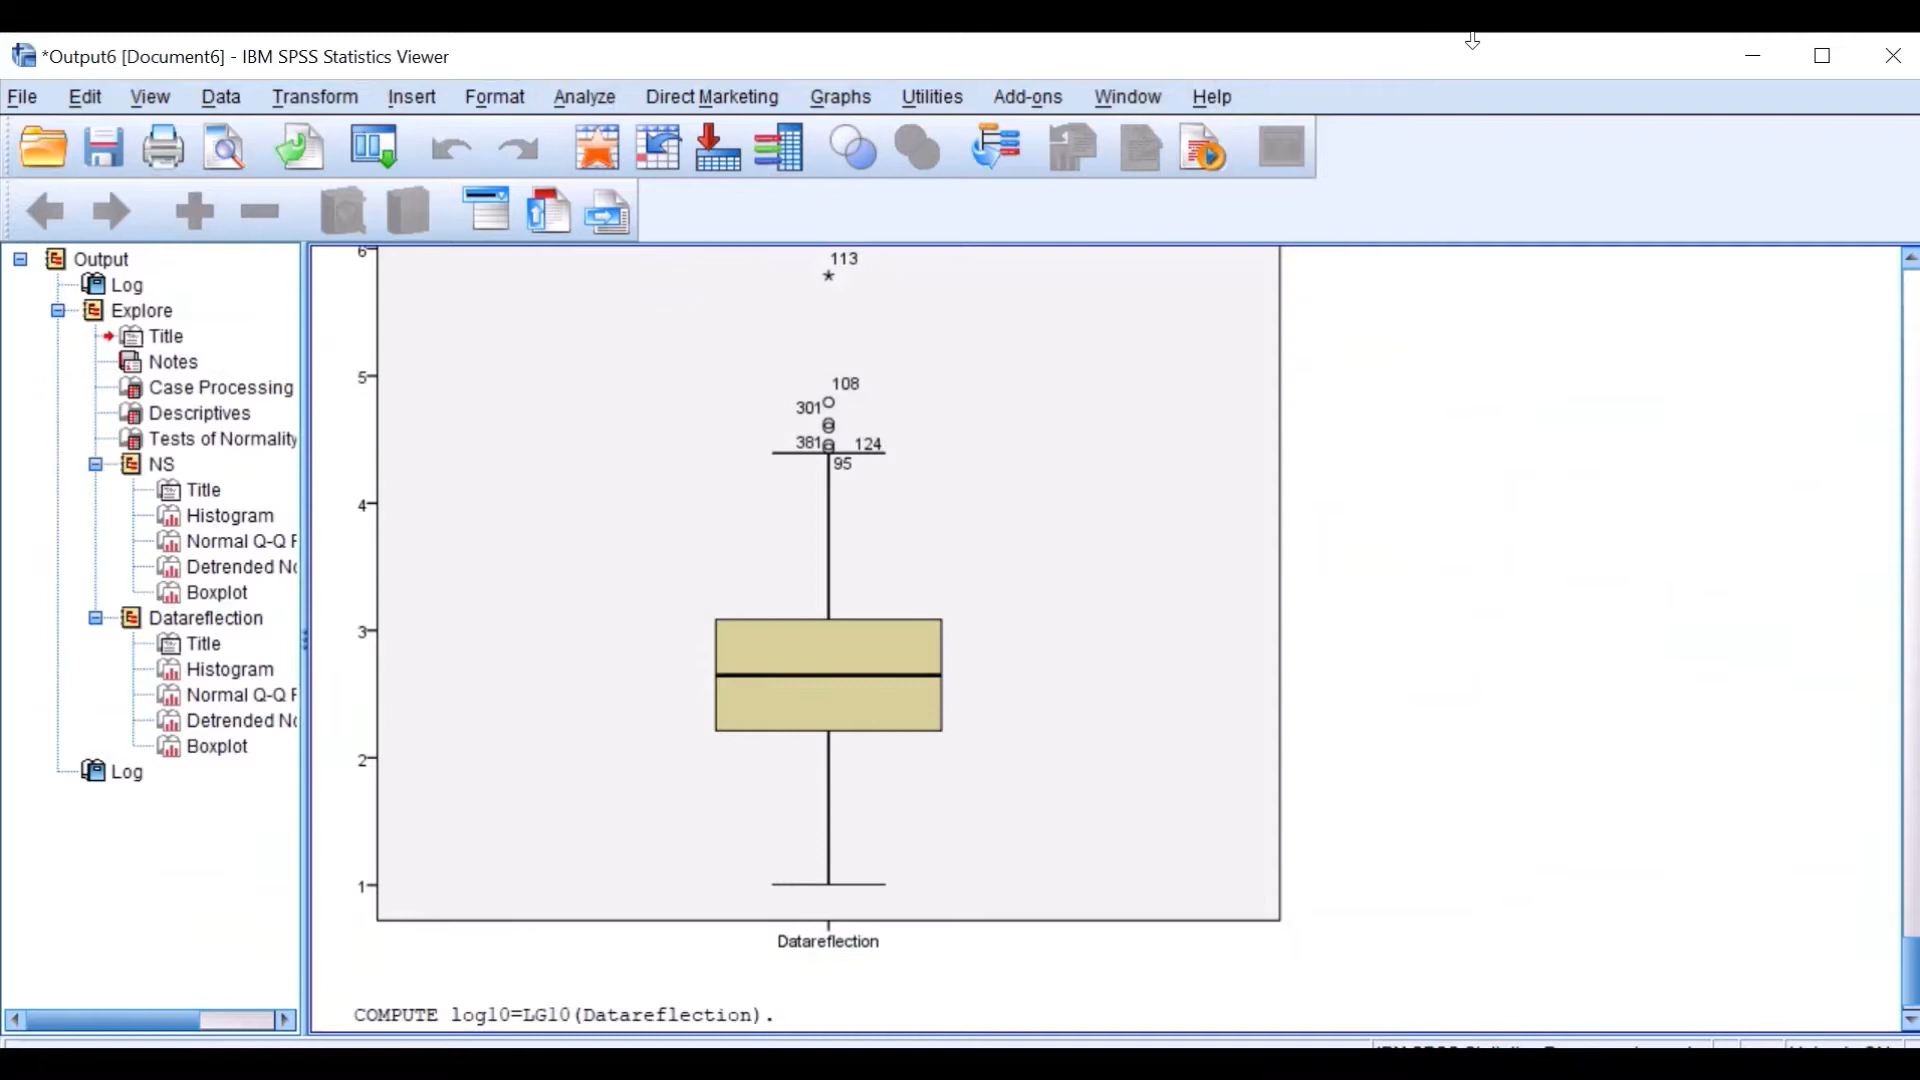 *Output6 [Document6] - IBM SPSS Statistics Viewer
File Edit View Data Transform Insert Format Analyze Direct Marketing Graphs Utilities Add-ons Window Help
Output
Log
Explore
Title
Notes
Case Processing
Descriptives
Tests of Normality
NS
Title
Histogram
Normal Q-Q
Detrended
Boxplot
Datareflection
Title
Histogram
Normal Q-Q
Detrended
Boxplot
Log
6
113
*
5
108
301
381 124
95
4
3
2
1
Datareflection
COMPUTE log10=LG10(Datareflection).